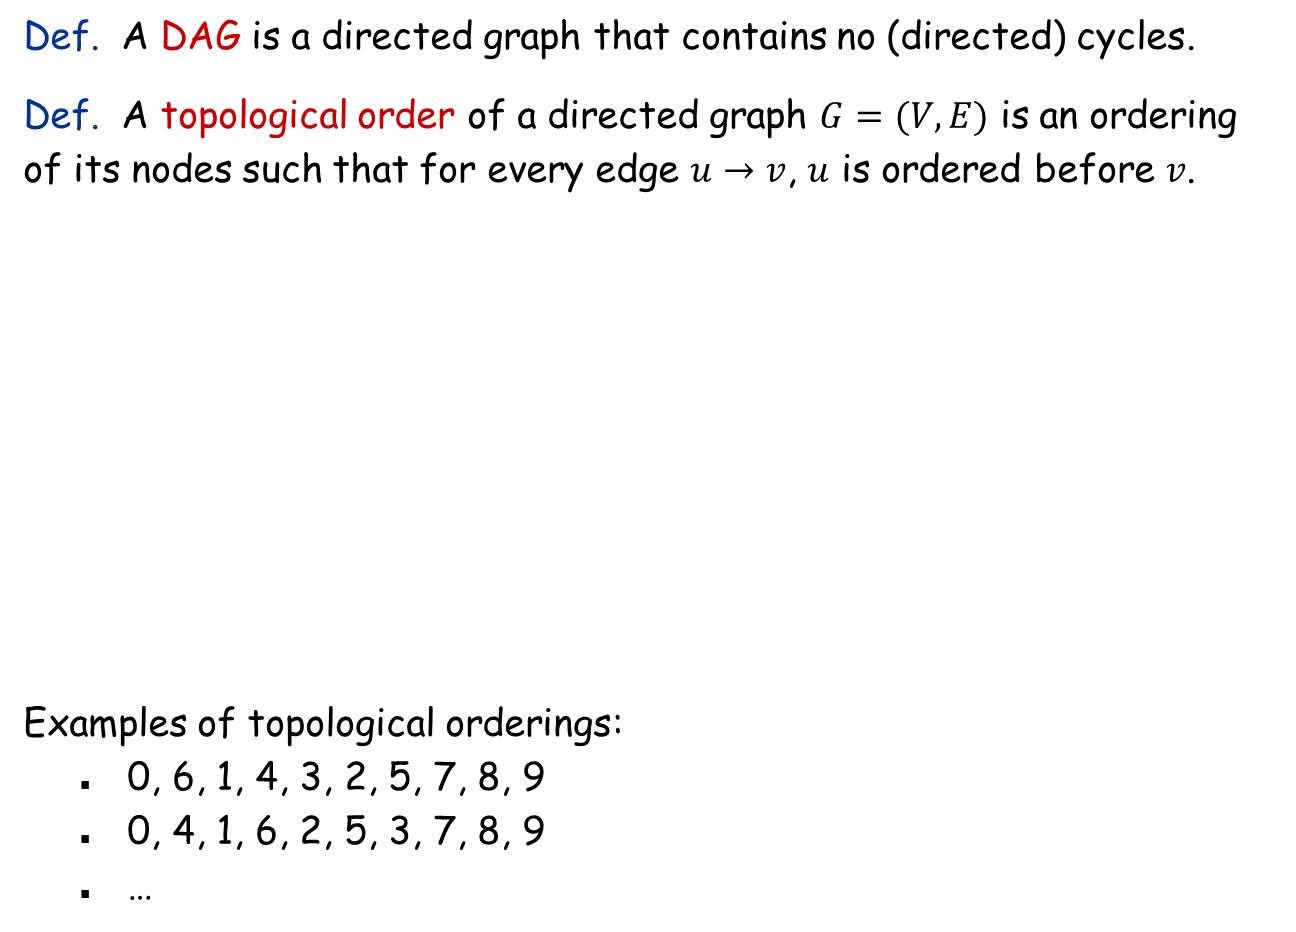 Def. A DAG is a directed graph that contains no (directed) cycles.
Def. A topological order of a directed graph G = (V, E) is an ordering
of its nodes such that for every edge u → v, u is ordered before v.
Examples of topological orderings:
▪ 0, 6, 1, 4, 3, 2, 5, 7, 8, 9
▪ 0, 4, 1, 6, 2, 5, 3, 7, 8, 9
▪ …